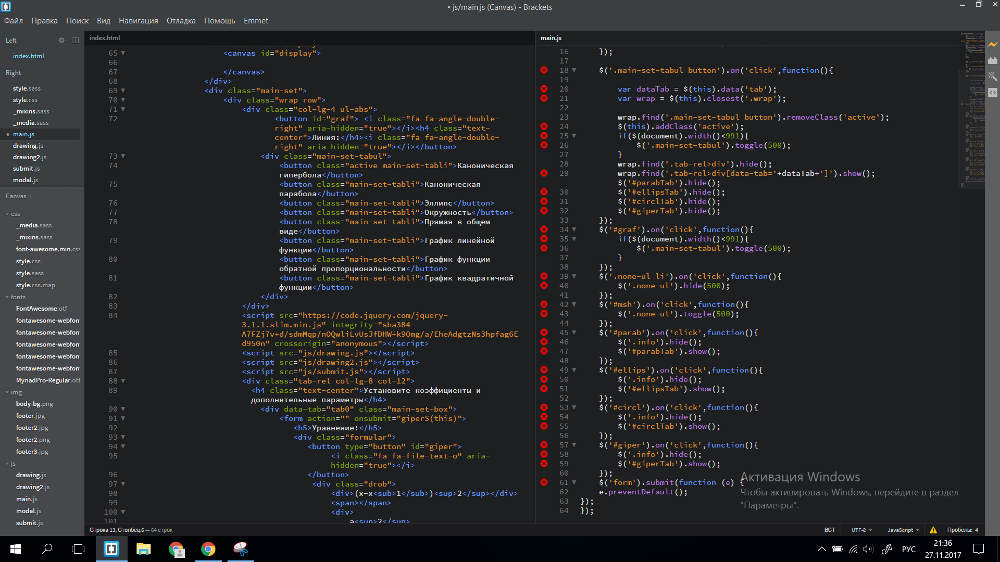 • js/main.js (Canvas) - Brackets
Файл Правка Поиск Вид Навигация Отладка Помощь Emmet
Left
index.html
Right
style.sass
style.css
_mixins.sass
_media.sass
• main.js
drawing.js
drawing2.js
submit.js
modal.js
Canvas
css
_media.sass
_mixins.sass
font-awesome.min.css
style.css
style.sass
style.css.map
fonts
FontAwesome.otf
fontawesome-webfont
fontawesome-webfont
fontawesome-webfont
fontawesome-webfont
fontawesome-webfont
MyriadPro-Regular.otf
img
body-bg.png
footer.jpg
footer2.jpg
footer2.png
footer3.jpg
js
drawing.js
drawing2.js
main.js
modal.js
submit.js
index.html
65 <canvas id="display">
66
67 </canvas>
68 </div>
69 <div class="main-set">
70 <div class="wrap row">
71 <div class="col-lg-4 ul-abs">
72 <button id="graf"> <i class="fa fa-angle-double-
right" aria-hidden="true"></i><h4 class="text-
center">Линия:</h4><i class="fa fa-angle-double-
right" aria-hidden="true"></i></button>
73 <div class="main-set-tabul">
74 <button class="active main-set-tabli">Каноническая
гипербола</button>
75 <button class="main-set-tabli">Каноническая
парабола</button>
76 <button class="main-set-tabli">Эллипс</button>
77 <button class="main-set-tabli">Окружность</button>
78 <button class="main-set-tabli">Прямая в общем
виде</button>
79 <button class="main-set-tabli">График линейной
функции</button>
80 <button class="main-set-tabli">График функции
обратной пропорциональности</button>
81 <button class="main-set-tabli">График квадратичной
функции</button>
82 </div>
83 </div>
84 <script src="https://code.jquery.com/jquery-
3.1.1.slim.min.js" integrity="sha384-
A7FZj7v+d/sdmMqp/nOQwliLvUsJfDHW+k9Omg/a/EheAdgtzNs3hpfag6E
d950n" crossorigin="anonymous"></script>
85 <script src="js/drawing.js"></script>
86 <script src="js/drawing2.js"></script>
87 <script src="js/submit.js"></script>
88 <div class="tab-rel col-lg-8 col-12">
89 <h4 class="text-center">Установите коэффициенты и
дополнительные параметры</h4>
90 <div data-tab="tab0" class="main-set-box">
91 <form action="" onsubmit="giperS(this)">
92 <h5>Уравнение:</h5>
93 <div class="formular">
94 <button type="button" id="giper">
95 <i class="fa fa-file-text-o" aria-
hidden="true"></i>
96 </button>
97 <div class="drob">
98 <div>(x-x<sub>1</sub>)<sup>2</sup></div>
99 <span></span>
100 <div>
101 a<sup>2</sup>
main.js
16 });
17
18 $('.main-set-tabul button').on('click',function(){
19
20 var dataTab = $(this).data('tab');
21 var wrap = $(this).closest('.wrap');
22
23 wrap.find('.main-set-tabul button').removeClass('active');
24 $(this).addClass('active');
25 if($(document).width()<991){
26 $('.main-set-tabul').toggle(500);
27 }
28 wrap.find('.tab-rel>div').hide();
29 wrap.find('.tab-rel>div[data-tab='+dataTab+']').show();
$('#parabTab').hide();
30 $('#ellipsTab').hide();
31 $('#circlTab').hide();
32 $('#giperTab').hide();
33 });
34 $('#graf').on('click',function(){
35 if($(document).width()<991){
36 $('.main-set-tabul').toggle(500);
37 }
38 });
39 $('.none-ul li').on('click',function(){
40 $('.none-ul').hide(500);
41 });
42 $('#msh').on('click',function(){
43 $('.none-ul').toggle(500);
44 });
45 $('#parab').on('click',function(){
46 $('.info').hide();
47 $('#parabTab').show();
48 });
49 $('#ellips').on('click',function(){
50 $('.info').hide();
51 $('#ellipsTab').show();
52 });
53 $('#circl').on('click',function(){
54 $('.info').hide();
55 $('#circlTab').show();
56 });
57 $('#giper').on('click',function(){
58 $('.info').hide();
59 $('#giperTab').show();
60 });
61 $('form').submit(function (e) {
62 e.preventDefault();
63 });
64 });
Активация Windows
Чтобы активировать Windows, перейдите в раздел
"Параметры".
Строка 13, Столбец 6 — 64 строк
ВСТ UTF-8 JavaScript Пробелы: 4
РУС
21:36
27.11.2017